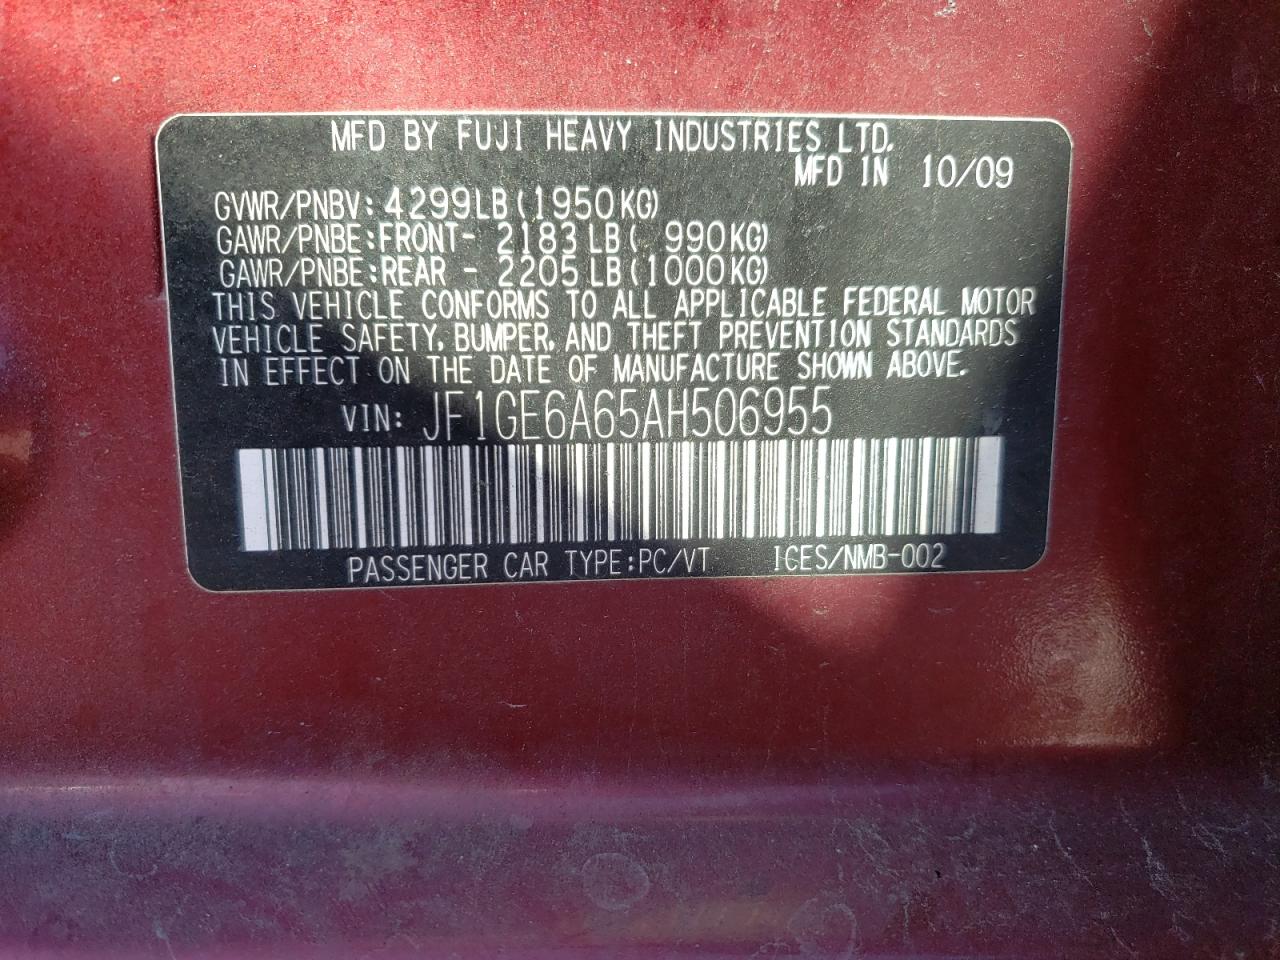 MFD BY FUJI HEAVY INDUSTRIES LTD.
MFD IN 10/09
GVWR/PNBV: 4299LB(1950KG)
GAWR/PNBE:FRONT- 2183LB( 990KG)
GAWR/PNBE:REAR - 2205LB(1000KG)
THIS VEHICLE CONFORMS TO ALL APPLICABLE FEDERAL MOTOR
VEHICLE SAFETY, BUMPER, AND THEFT PREVENTION STANDARDS
IN EFFECT ON THE DATE OF MANUFACTURE SHOWN ABOVE.
VIN: JF1GE6A65AH506955
PASSENGER CAR TYPE:PC/VT ICES/NMB-002